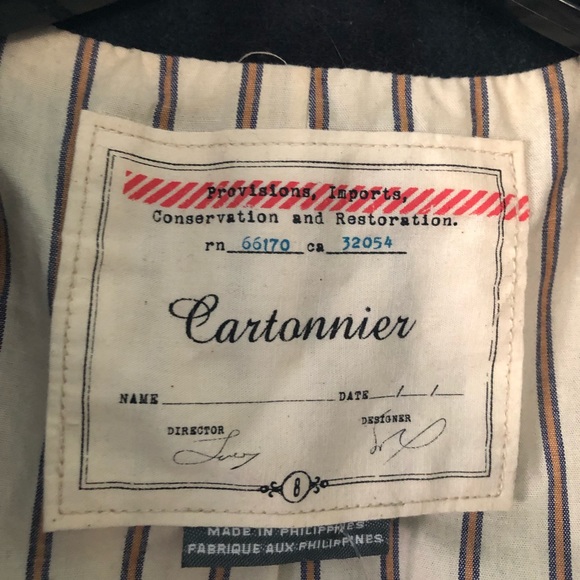 Provisions, Imports,
Conservation and Restoration.
rn 66170 ca 32054
Cartonnier
NAME DATE / /
DIRECTOR DESIGNER
8
MADE IN PHILIPPINES
FABRIQUE AUX PHILIPPINES